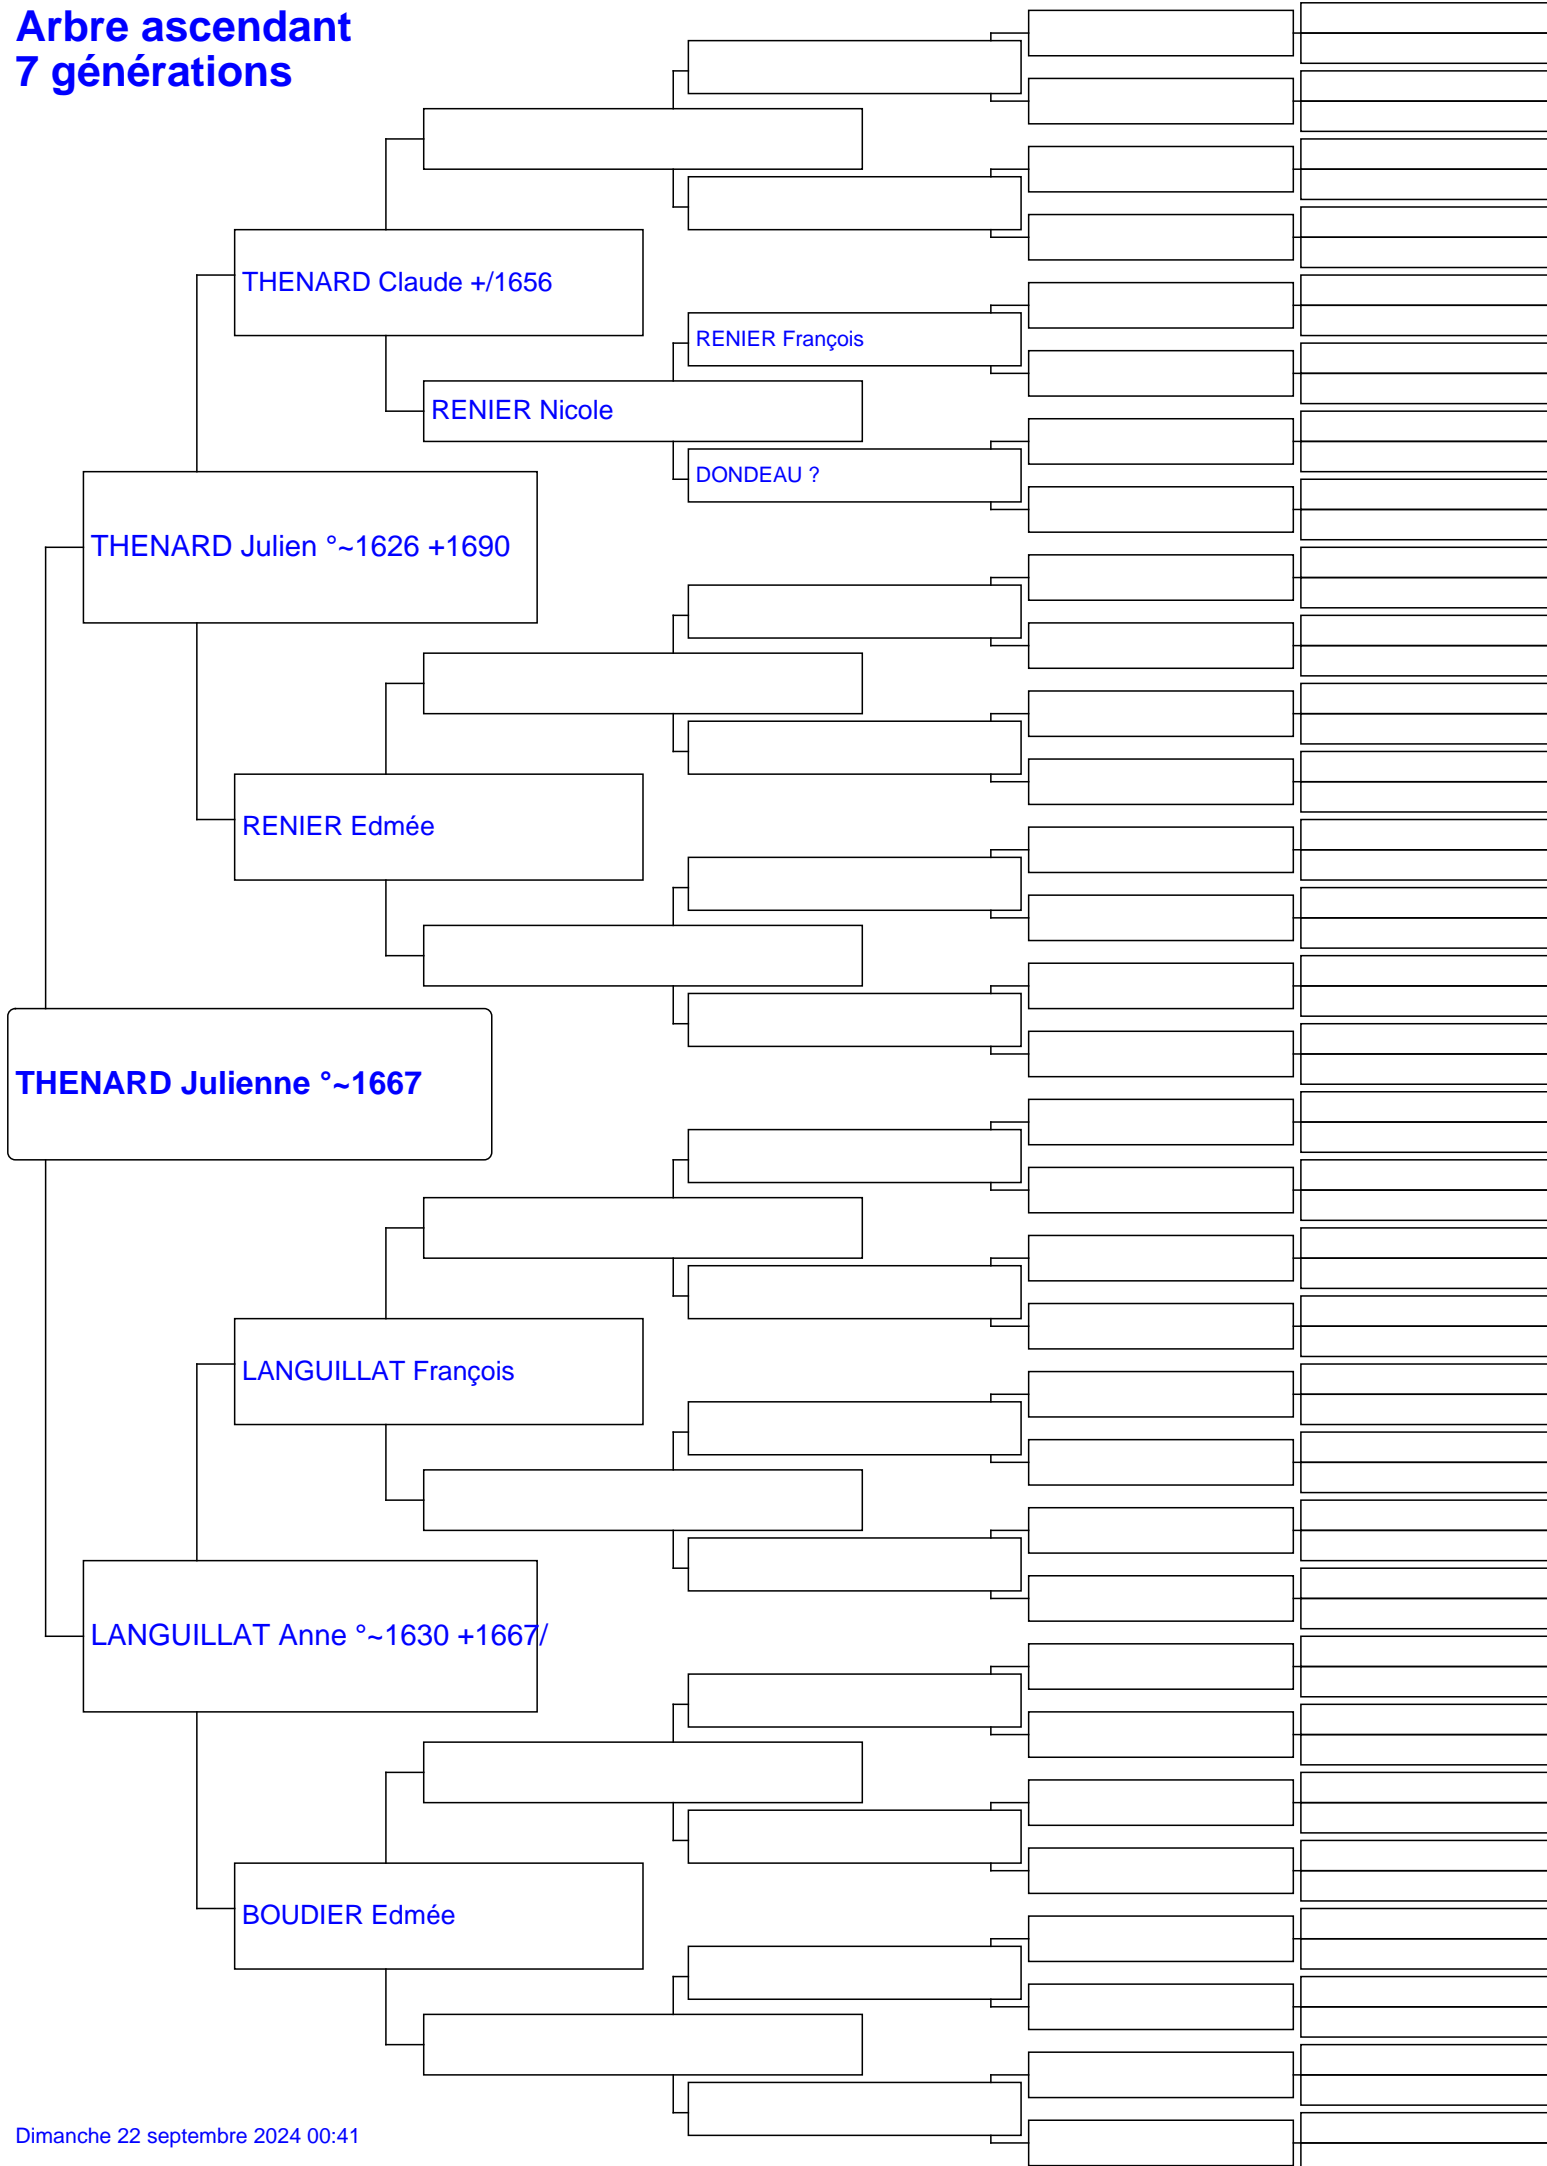 Arbre ascendant
7 générations
THENARD Claude +/1656
RENIER François
RENIER Nicole
DONDEAU ?
THENARD Julien °~1626 +1690
RENIER Edmée
THENARD Julienne °~1667
LANGUILLAT François
LANGUILLAT Anne °~1630 +1667/
BOUDIER Edmée
Dimanche 22 septembre 2024 00:41